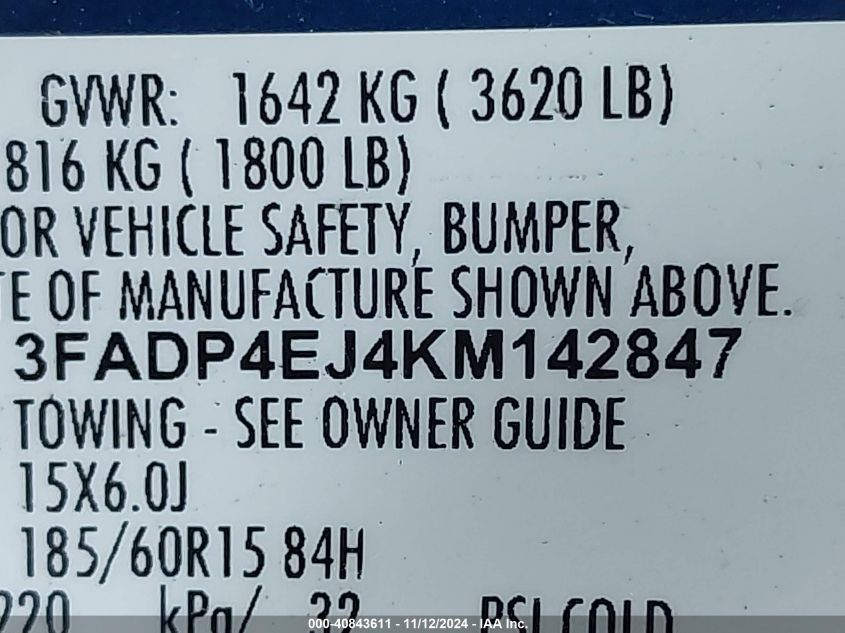 GVWR: 1642 KG ( 3620 LB)
816 KG ( 1800 LB)
OR VEHICLE SAFETY, BUMPER,
TE OF MANUFACTURE SHOWN ABOVE.
3FADP4EJ4KM142847
TOWING - SEE OWNER GUIDE
15X6.0J
185/60R15 84H
220 kPa/ 32 PSI COLD
000-40843611 - 11/12/2024 - IAA Inc.